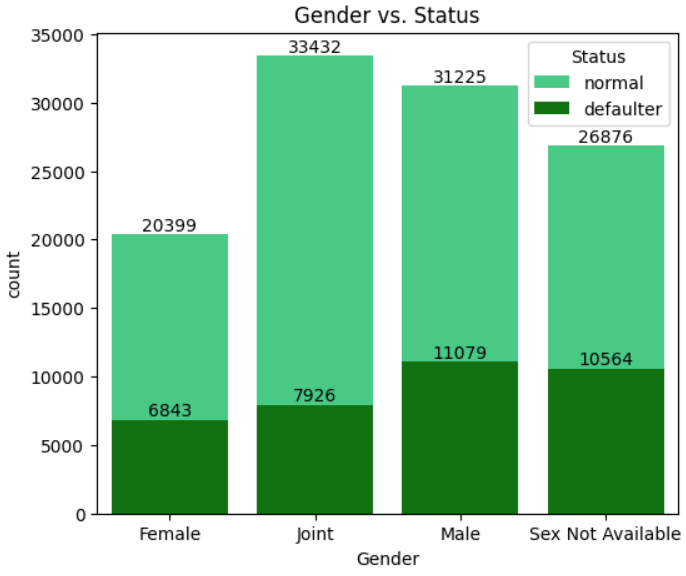 Gender vs. Status
35000
30000
25000
20000
15000
10000
5000
0
count
Status
normal
defaulter
20399
33432
31225
26876
6843
7926
11079
10564
Female
Joint
Male
Sex Not Available
Gender